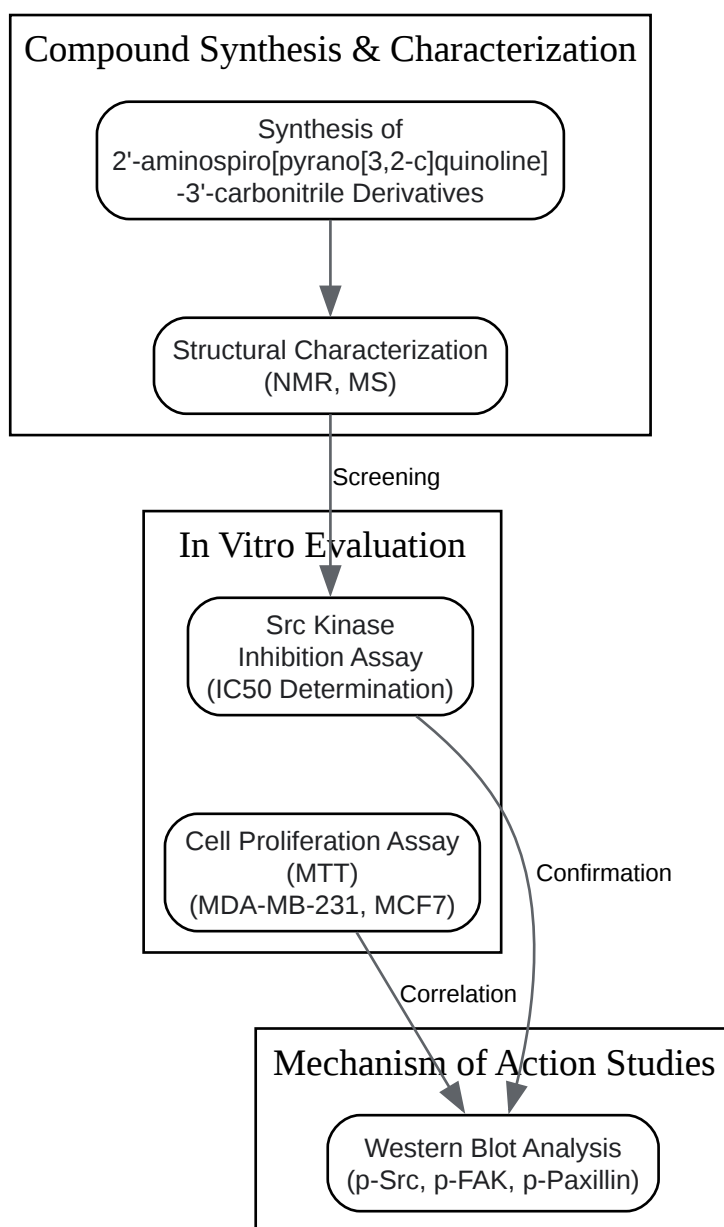 Compound Synthesis & Characterization
Synthesis of
2'-aminospiro[pyrano[3,2-c]quinoline]
-3'-carbonitrile Derivatives
Structural Characterization
(NMR, MS)
Screening
In Vitro Evaluation
Src Kinase
Inhibition Assay
(IC50 Determination)
Cell Proliferation Assay
(MTT)
(MDA-MB-231, MCF7)
Confirmation
Correlation
Mechanism of Action Studies
Western Blot Analysis
(p-Src, p-FAK, p-Paxillin)